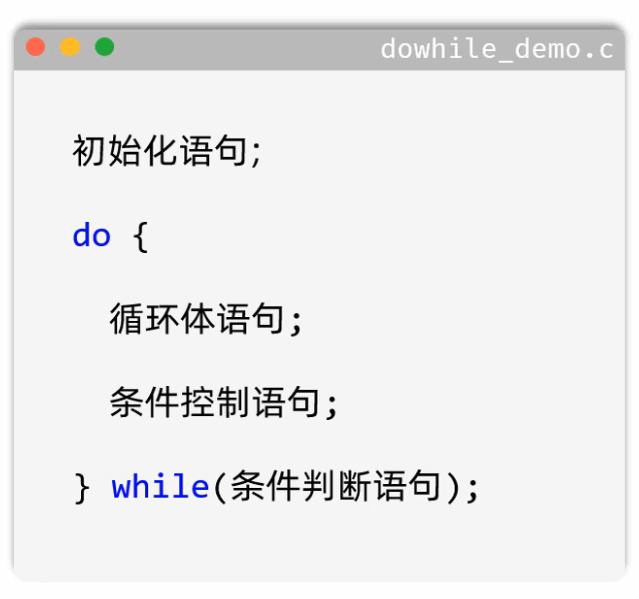 dowhile_demo.c
初始化语句;
do {
循环体语句;
条件控制语句;
} while(条件判断语句);